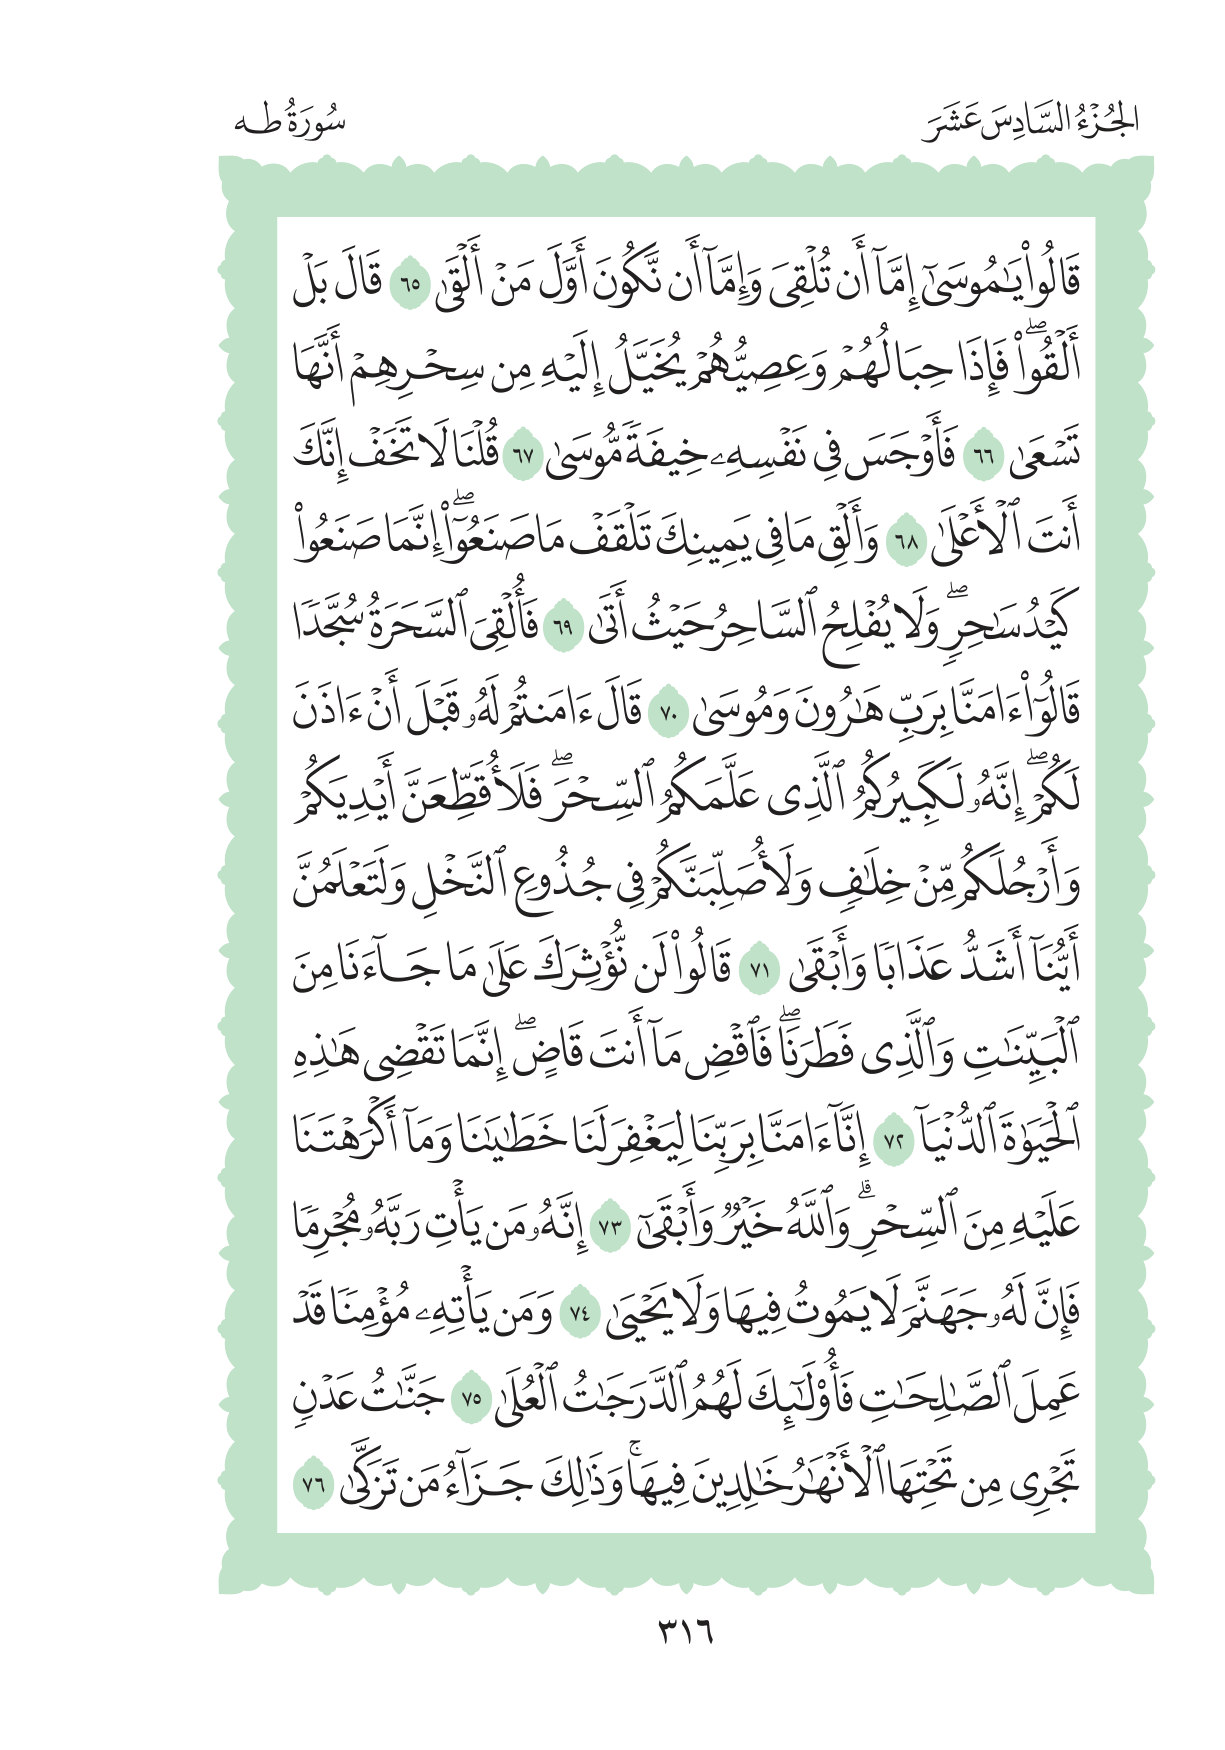 الجُزْءُ السَّادِسَ عَشَرَ
سُورَةُ طه
قَالُوا۟ يَـٰمُوسَىٰٓ إِمَّآ أَن تُلْقِىَ وَإِمَّآ أَن نَّكُونَ أَوَّلَ مَنْ أَلْقَىٰ ٦٥ قَالَ بَلْ
أَلْقُوا۟ۖ فَإِذَا حِبَالُهُمْ وَعِصِيُّهُمْ يُخَيَّلُ إِلَيْهِ مِن سِحْرِهِمْ أَنَّهَا
تَسْعَىٰ ٦٦ فَأَوْجَسَ فِى نَفْسِهِۦ خِيفَةً مُّوسَىٰ ٦٧ قُلْنَا لَا تَخَفْ إِنَّكَ
أَنتَ ٱلْأَعْلَىٰ ٦٨ وَأَلْقِ مَا فِى يَمِينِكَ تَلْقَفْ مَا صَنَعُوٓا۟ۖ إِنَّمَا صَنَعُوا۟
كَيْدُ سَـٰحِرٍۖ وَلَا يُفْلِحُ ٱلسَّاحِرُ حَيْثُ أَتَىٰ ٦٩ فَأُلْقِىَ ٱلسَّحَرَةُ سُجَّدًا
قَالُوٓا۟ ءَامَنَّا بِرَبِّ هَـٰرُونَ وَمُوسَىٰ ٧٠ قَالَ ءَامَنتُمْ لَهُۥ قَبْلَ أَنْ ءَاذَنَ
لَكُمْۖ إِنَّهُۥ لَكَبِيرُكُمُ ٱلَّذِى عَلَّمَكُمُ ٱلسِّحْرَۖ فَلَأُقَطِّعَنَّ أَيْدِيَكُمْ
وَأَرْجُلَكُم مِّنْ خِلَـٰفٍ وَلَأُصَلِّبَنَّكُمْ فِى جُذُوعِ ٱلنَّخْلِ وَلَتَعْلَمُنَّ
أَيُّنَآ أَشَدُّ عَذَابًا وَأَبْقَىٰ ٧١ قَالُوا۟ لَن نُّؤْثِرَكَ عَلَىٰ مَا جَآءَنَا مِنَ
ٱلْبَيِّنَـٰتِ وَٱلَّذِى فَطَرَنَاۖ فَٱقْضِ مَآ أَنتَ قَاضٍۖ إِنَّمَا تَقْضِى هَـٰذِهِ
ٱلْحَيَوٰةَ ٱلدُّنْيَآ ٧٢ إِنَّآ ءَامَنَّا بِرَبِّنَا لِيَغْفِرَ لَنَا خَطَـٰيَـٰنَا وَمَآ أَكْرَهْتَنَا
عَلَيْهِ مِنَ ٱلسِّحْرِۗ وَٱللَّهُ خَيْرٌ وَأَبْقَىٰٓ ٧٣ إِنَّهُۥ مَن يَأْتِ رَبَّهُۥ مُجْرِمًا
فَإِنَّ لَهُۥ جَهَنَّمَ لَا يَمُوتُ فِيهَا وَلَا يَحْيَىٰ ٧٤ وَمَن يَأْتِهِۦ مُؤْمِنًا قَدْ
عَمِلَ ٱلصَّـٰلِحَـٰتِ فَأُو۟لَـٰٓئِكَ لَهُمُ ٱلدَّرَجَـٰتُ ٱلْعُلَىٰ ٧٥ جَنَّـٰتُ عَدْنٍ
تَجْرِى مِن تَحْتِهَا ٱلْأَنْهَـٰرُ خَـٰلِدِينَ فِيهَاۚ وَذَٰلِكَ جَزَآءُ مَن تَزَكَّىٰ ٧٦
٣١٦